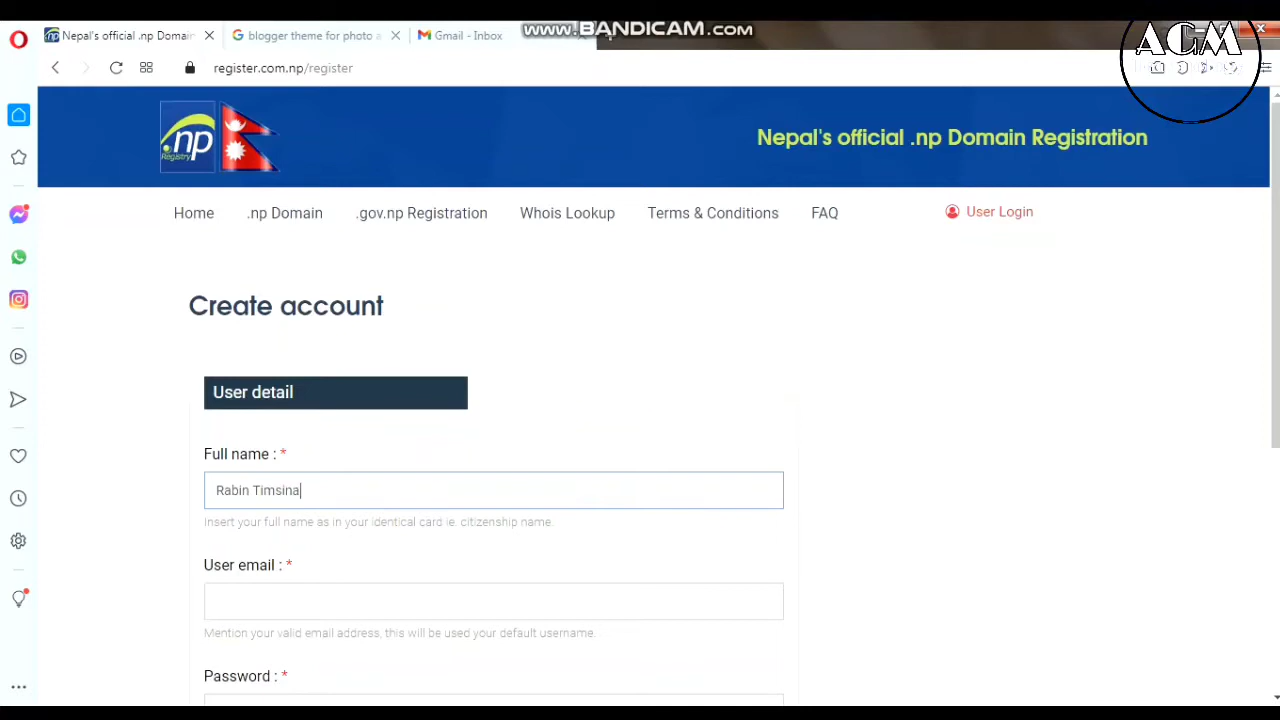 www.BANDICAM.com
Nepal's official .np Domain
blogger theme for photo a
Gmail - Inbox
ACM
register.com.np/register
.np
Registry
Nepal's official .np Domain Registration
Home
.np Domain
.gov.np Registration
Whois Lookup
Terms & Conditions
FAQ
User Login
Create account
User detail
Full name : *
Rabin Timsina
Insert your full name as in your identical card ie. citizenship name.
User email : *
Mention your valid email address, this will be used your default username.
Password : *